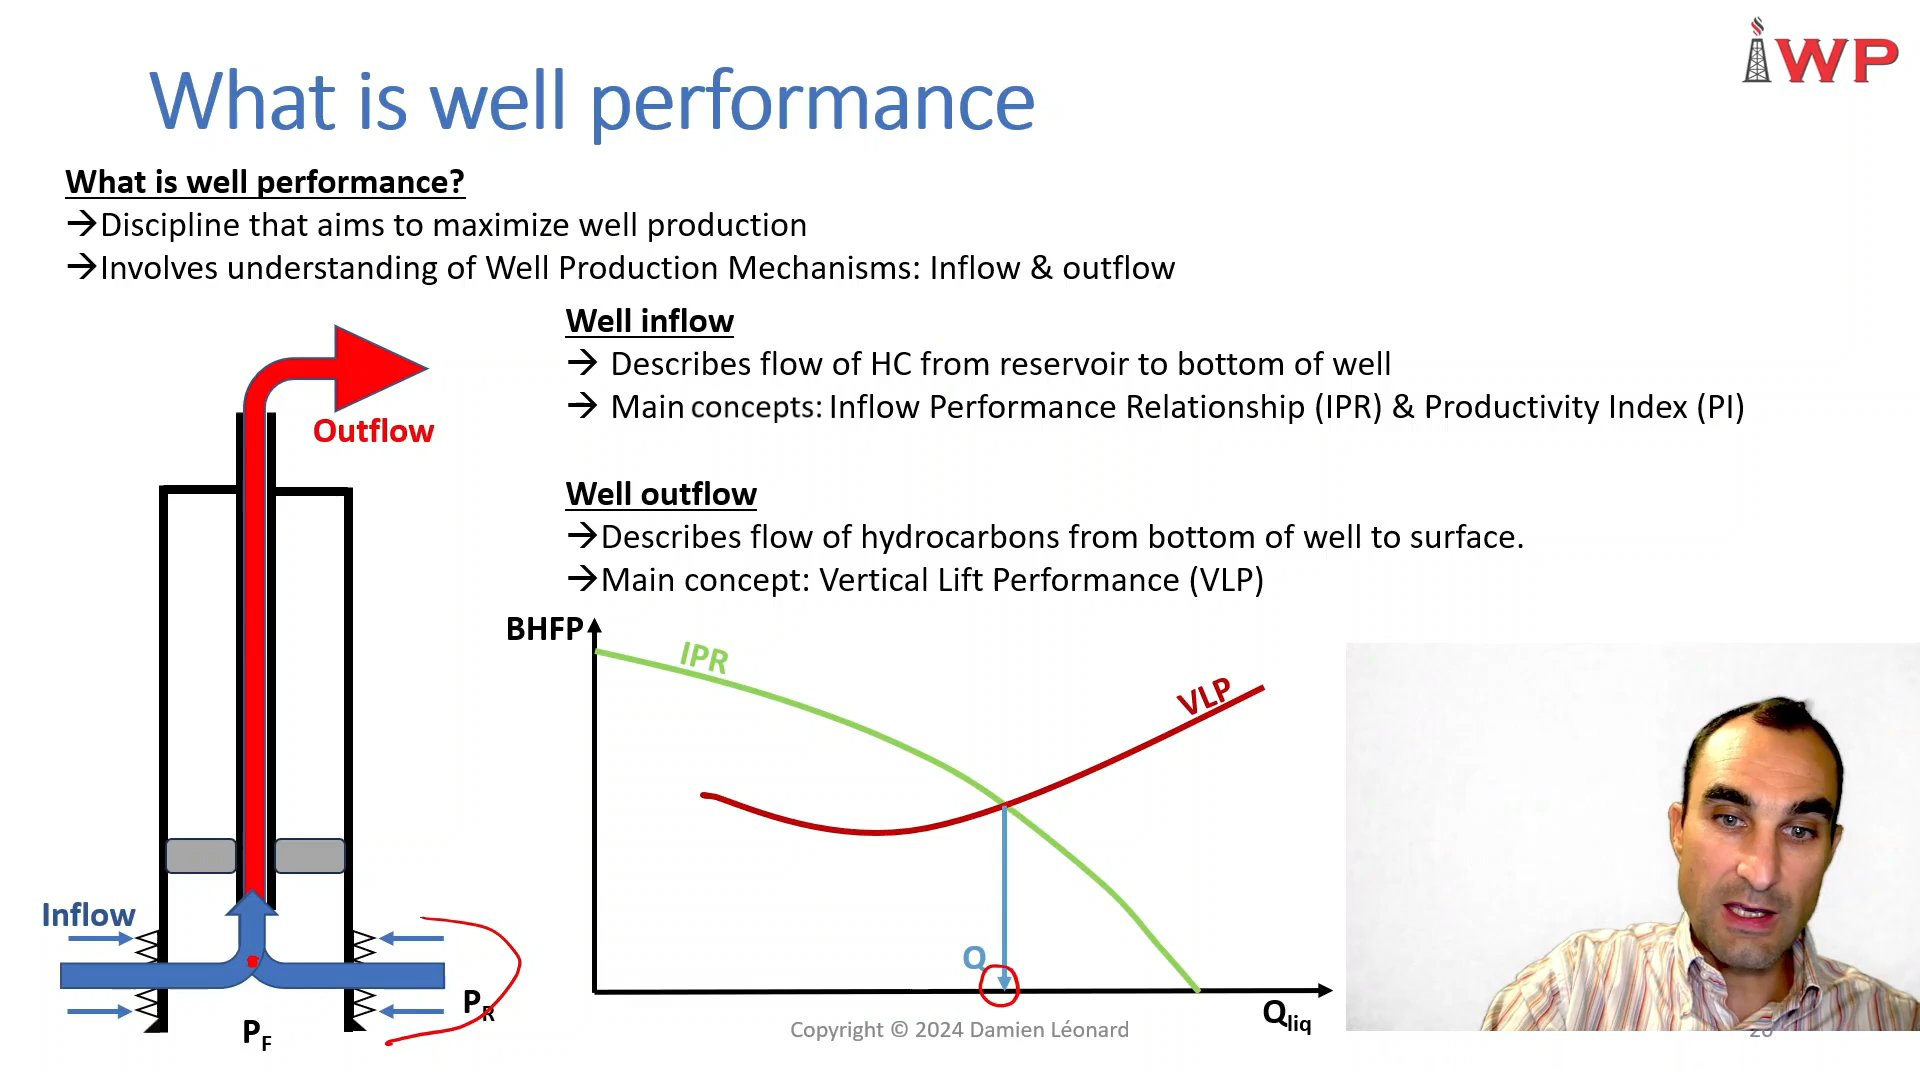 WP
What is well performance
What is well performance?
→Discipline that aims to maximize well production
→Involves understanding of Well Production Mechanisms: Inflow & outflow
Well inflow
→ Describes flow of HC from reservoir to bottom of well
→ Main concepts: Inflow Performance Relationship (IPR) & Productivity Index (PI)
Well outflow
→Describes flow of hydrocarbons from bottom of well to surface.
→Main concept: Vertical Lift Performance (VLP)
Outflow
Inflow
PR
PF
BHFP
IPR
VLP
Q
Qliq
Copyright © 2024 Damien Léonard